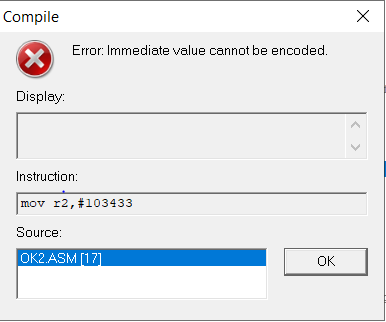 Compile
Error: Immediate value cannot be encoded.
Display:
Instruction:
mov r2,#103433
Source:
OK2.ASM [17]
OK